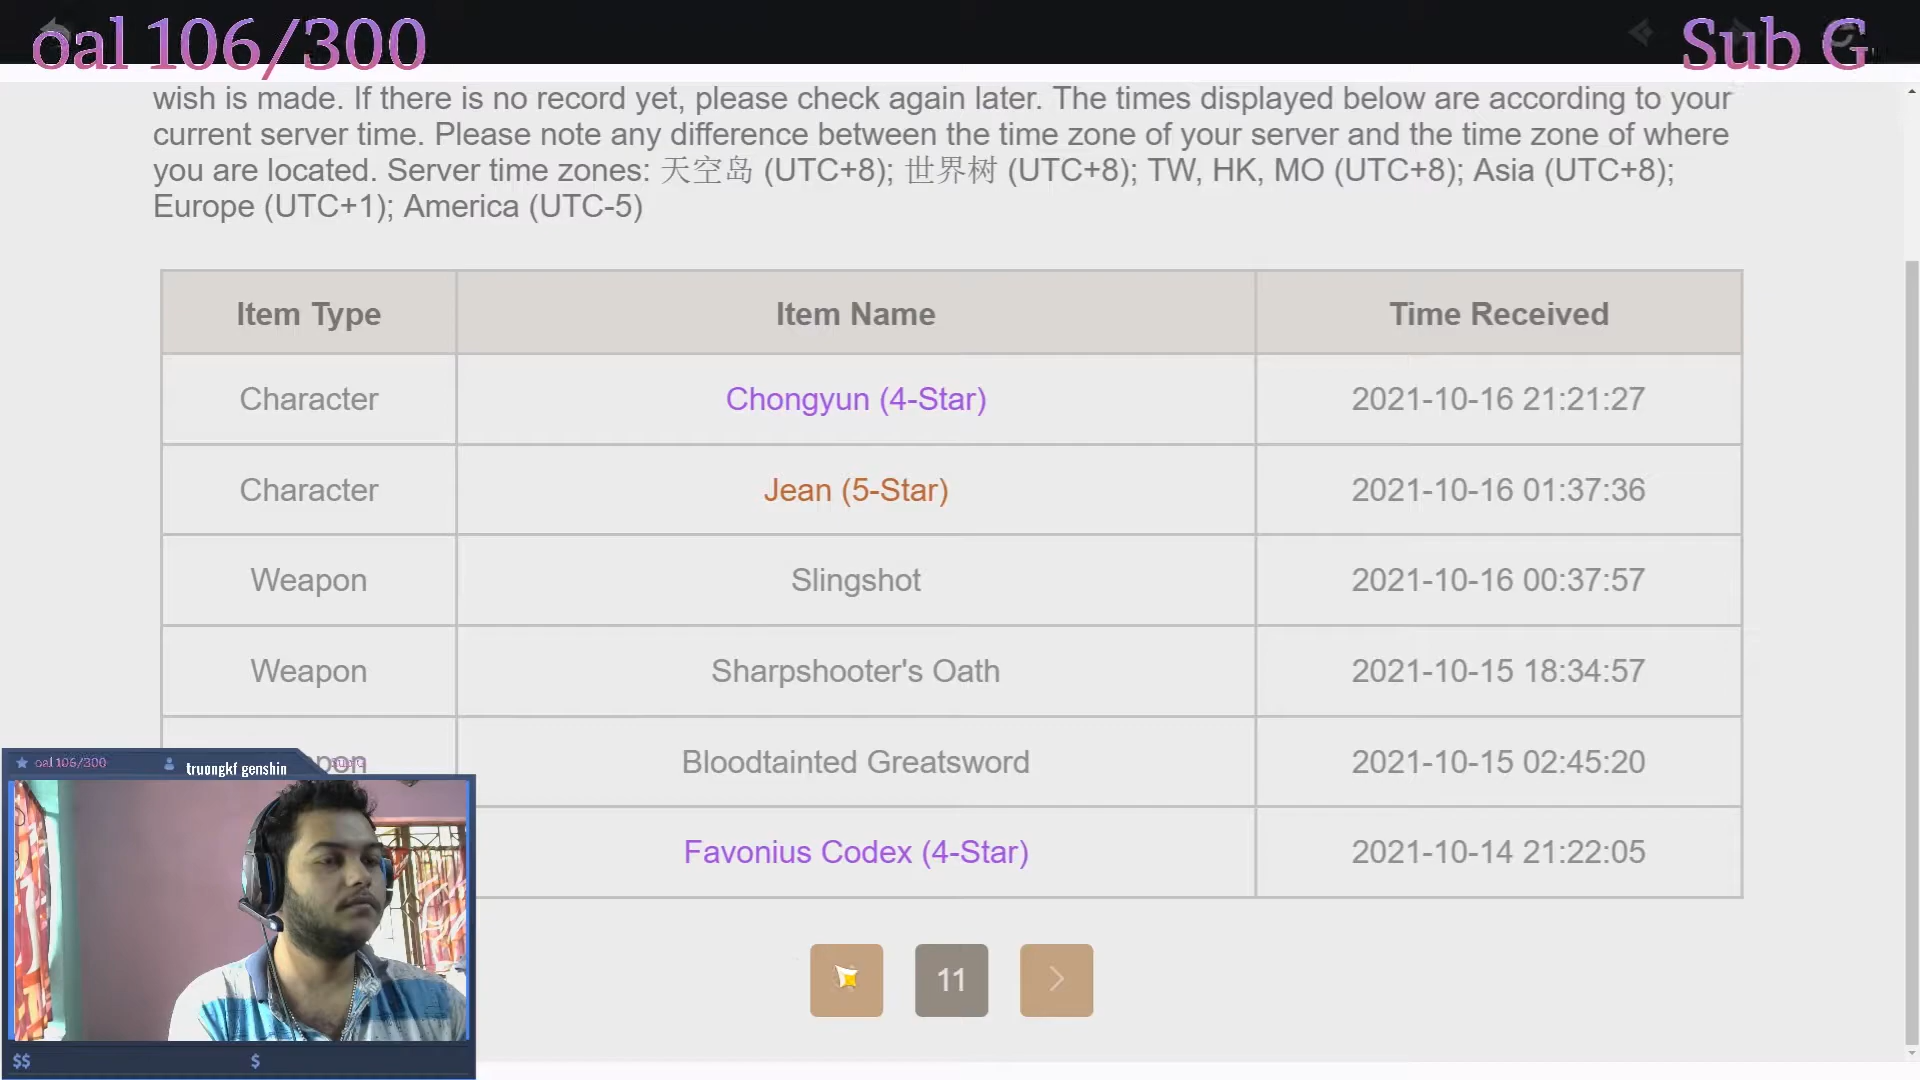 oal 106/300
Sub G
wish is made. If there is no record yet, please check again later. The times displayed below are according to your
current server time. Please note any difference between the time zone of your server and the time zone of where
you are located. Server time zones: 天空岛 (UTC+8); 世界树 (UTC+8); TW, HK, MO (UTC+8); Asia (UTC+8);
Europe (UTC+1); America (UTC-5)
Item Type Item Name Time Received
Character Chongyun (4-Star) 2021-10-16 21:21:27
Character Jean (5-Star) 2021-10-16 01:37:36
Weapon Slingshot 2021-10-16 00:37:57
Weapon Sharpshooter's Oath 2021-10-15 18:34:57
pon Bloodtainted Greatsword 2021-10-15 02:45:20
Favonius Codex (4-Star) 2021-10-14 21:22:05
11
oal 106/300
truongkf genshin
$$ $